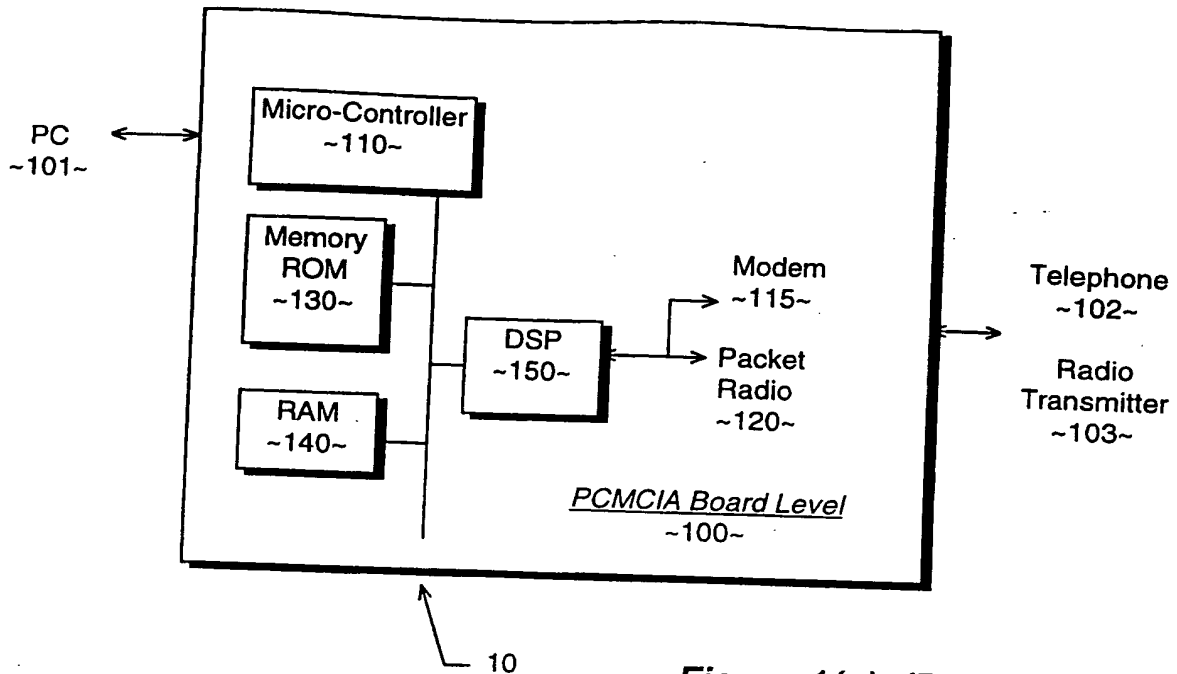 PC
~101~
Micro-Controller
~110~
Memory
ROM
~130~
RAM
~140~
DSP
~150~
Modem
~115~
Packet
Radio
~120~
PCMCIA Board Level
~100~
Telephone
~102~
Radio
Transmitter
~103~
10